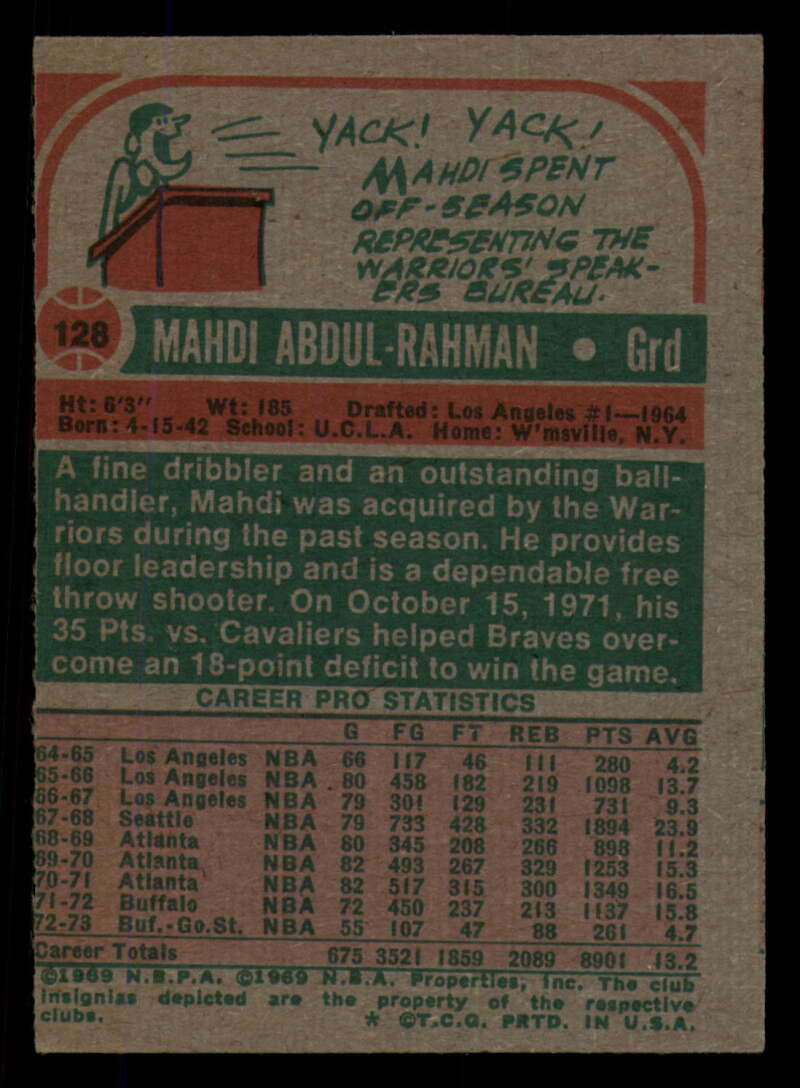 YACK! YACK!
MAHDI SPENT
OFF-SEASON
REPRESENTING THE
WARRIORS' SPEAK-
ERS BUREAU.
128 MAHDI ABDUL-RAHMAN • Grd
Ht: 6'3" Wt: 185 Drafted: Los Angeles #1—1964
Born: 4-15-42 School: U.C.L.A. Home: W'msville, N.Y.
A fine dribbler and an outstanding ball-
handler, Mahdi was acquired by the War-
riors during the past season. He provides
floor leadership and is a dependable free
throw shooter. On October 15, 1971, his
35 Pts. vs. Cavaliers helped Braves over-
come an 18-point deficit to win the game.
CAREER PRO STATISTICS
G FG FT REB PTS AVG
64-65 Los Angeles NBA 66 117 46 111 280 4.2
65-66 Los Angeles NBA 80 458 182 219 1098 13.7
66-67 Los Angeles NBA 79 301 129 231 731 9.3
67-68 Seattle NBA 79 733 428 332 1894 23.9
68-69 Atlanta NBA 80 345 208 266 898 11.2
69-70 Atlanta NBA 82 493 267 329 1253 15.3
70-71 Atlanta NBA 82 517 315 300 1349 16.5
71-72 Buffalo NBA 72 450 237 213 1137 15.8
72-73 Buf.-Go.St. NBA 55 107 47 88 261 4.7
Career Totals 675 3521 1859 2089 8901 13.2
©1969 N.B.P.A. ©1969 N.B.A. Properties, Inc. The club
insignias depicted are the property of the respective
clubs. * ©T.C.G. PRTD. IN U.S.A.